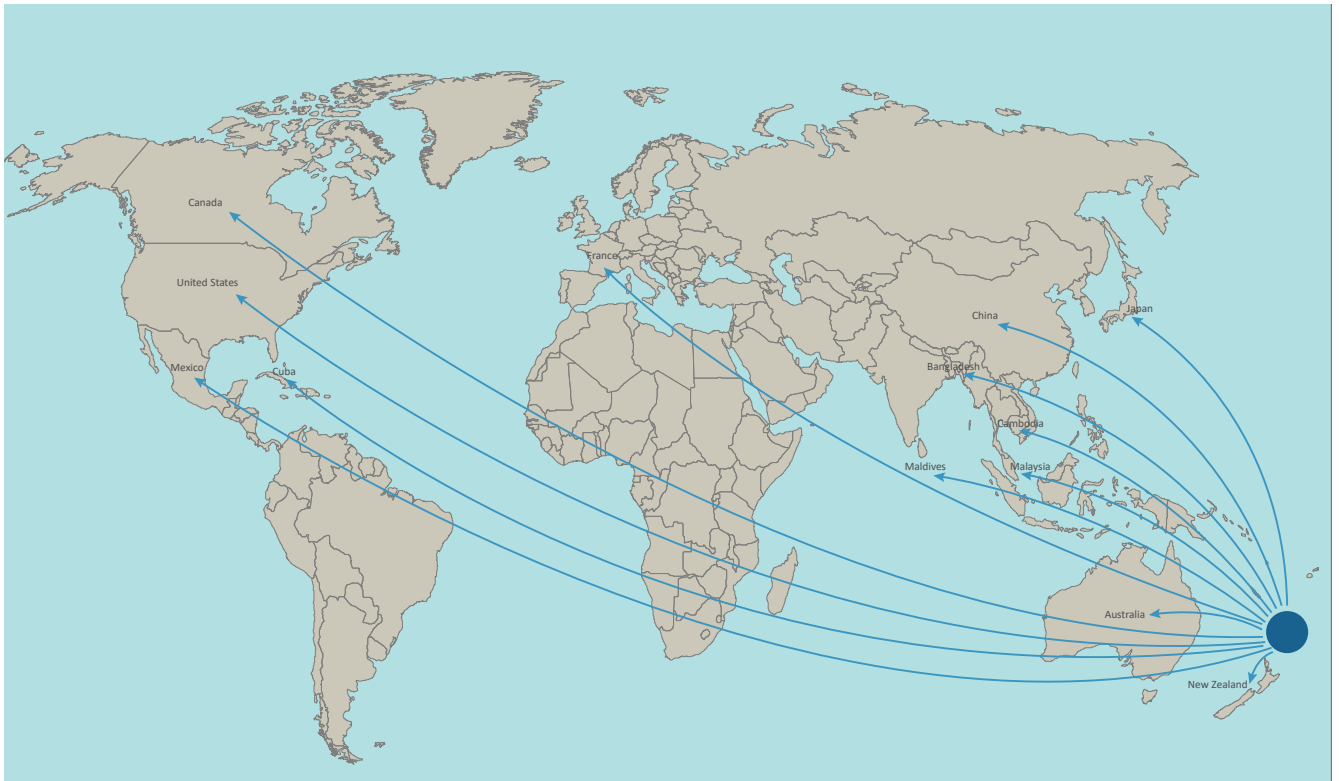 Canada
France
United States
Japan
China
Mexico
Cuba
Bangladesh
Cambodia
Maldives
Malaysia
Australia
New Zealand